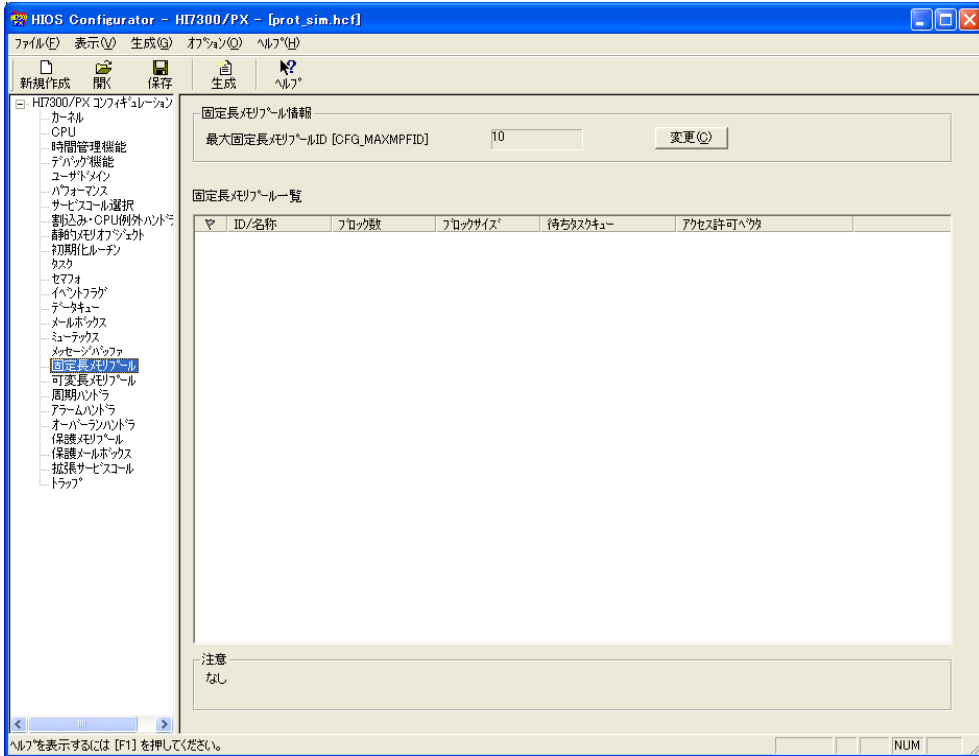 HIOS Configurator - HI7300/PX - [prot_sim.hcf]
ファイル(F) 表示(V) 生成(G) オプション(O) ヘルプ(H)
新規作成 開く 保存 生成 ヘルプ
HI7300/PX コンフィギュレーション
カーネル
CPU
時間管理機能
デバッグ機能
ユーザドメイン
パフォーマンス
サービスコール選択
割込み・CPU例外ハンドラ
静的メモリオブジェクト
初期化ルーチン
タスク
セマフォ
イベントフラグ
データキュー
メールボックス
ミューテックス
メッセージバッファ
固定長メモリプール
可変長メモリプール
周期ハンドラ
アラームハンドラ
オーバーランハンドラ
保護メモリプール
保護メールボックス
拡張サービスコール
トラップ
固定長メモリプール情報
最大固定長メモリプールID [CFG_MAXMPFID] 10 変更(C)
固定長メモリプール一覧
ID/名称 ブロック数 ブロックサイズ 待ちタスクキュー アクセス許可ベクタ
注意
なし
ヘルプを表示するには [F1] を押してください。 NUM